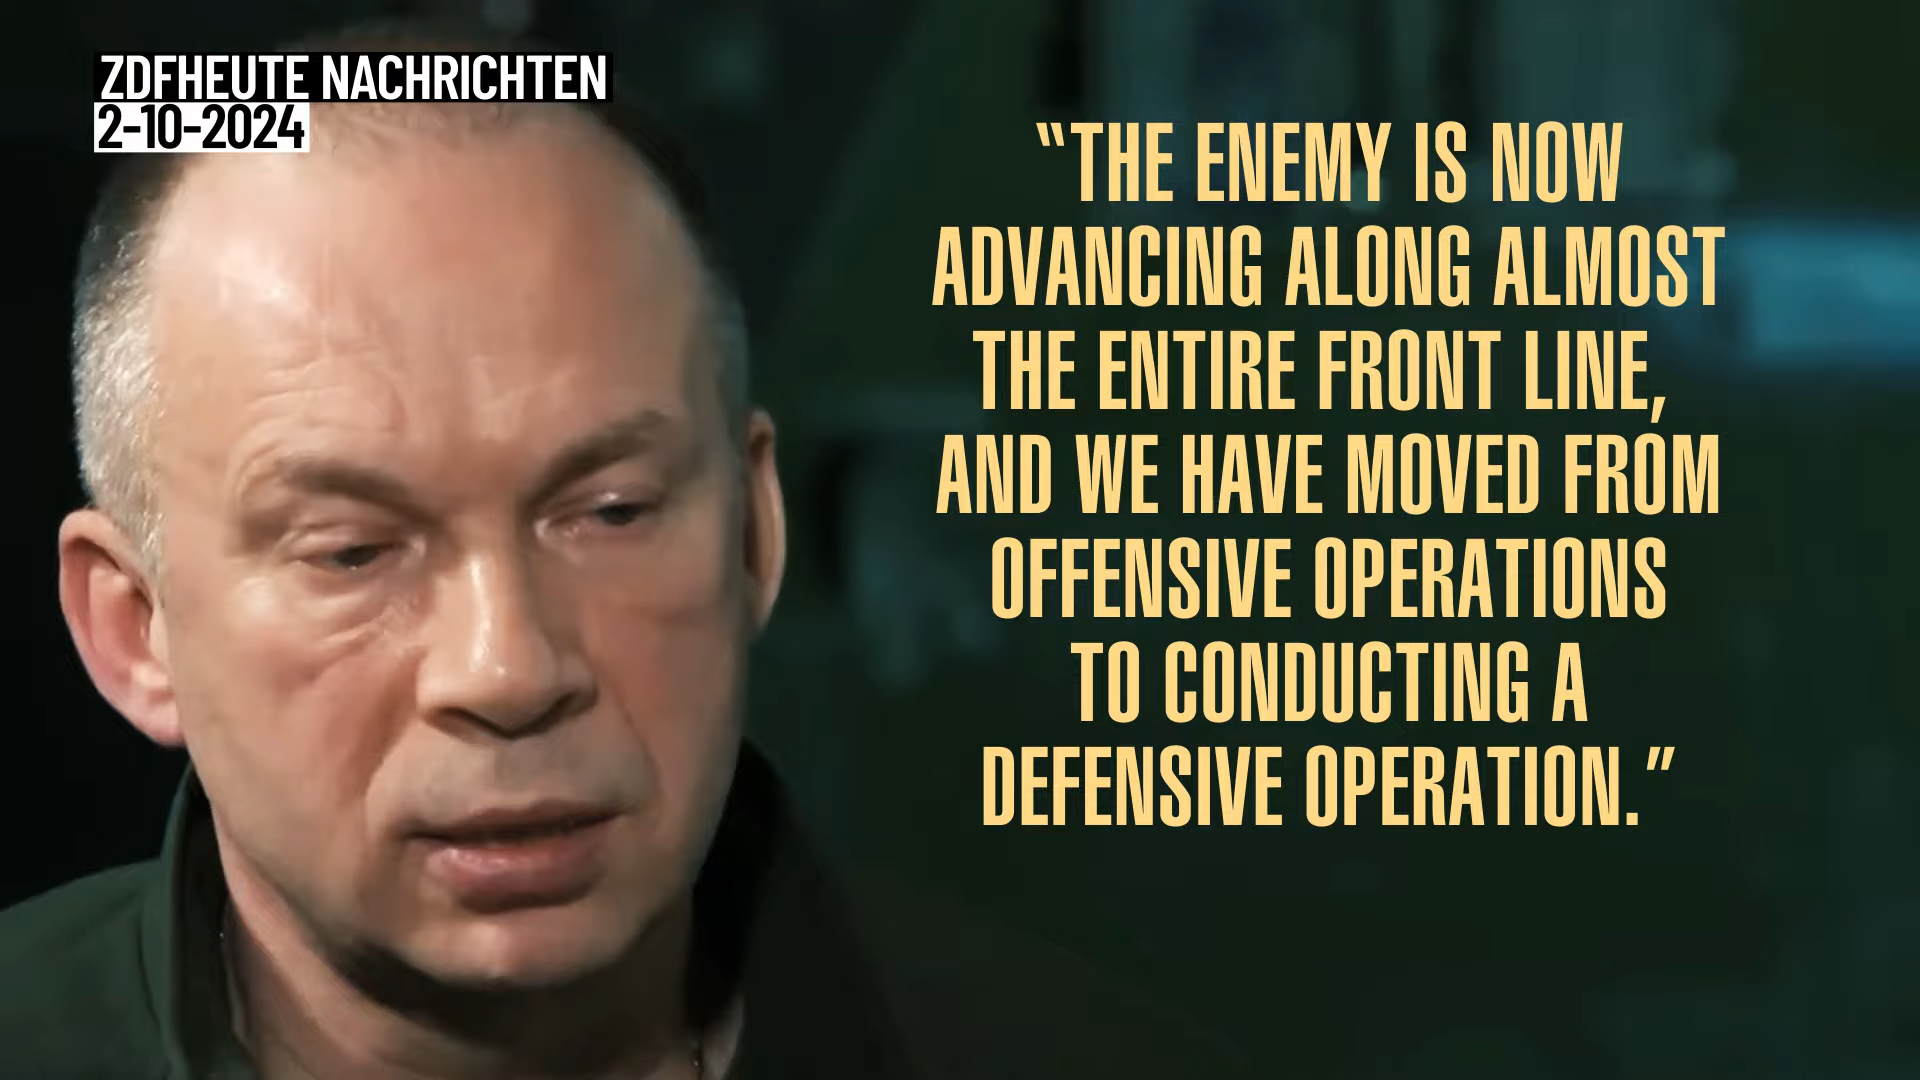 ZDFHEUTE NACHRICHTEN
2-10-2024
“THE ENEMY IS NOW
ADVANCING ALONG ALMOST
THE ENTIRE FRONT LINE,
AND WE HAVE MOVED FROM
OFFENSIVE OPERATIONS
TO CONDUCTING A
DEFENSIVE OPERATION.”